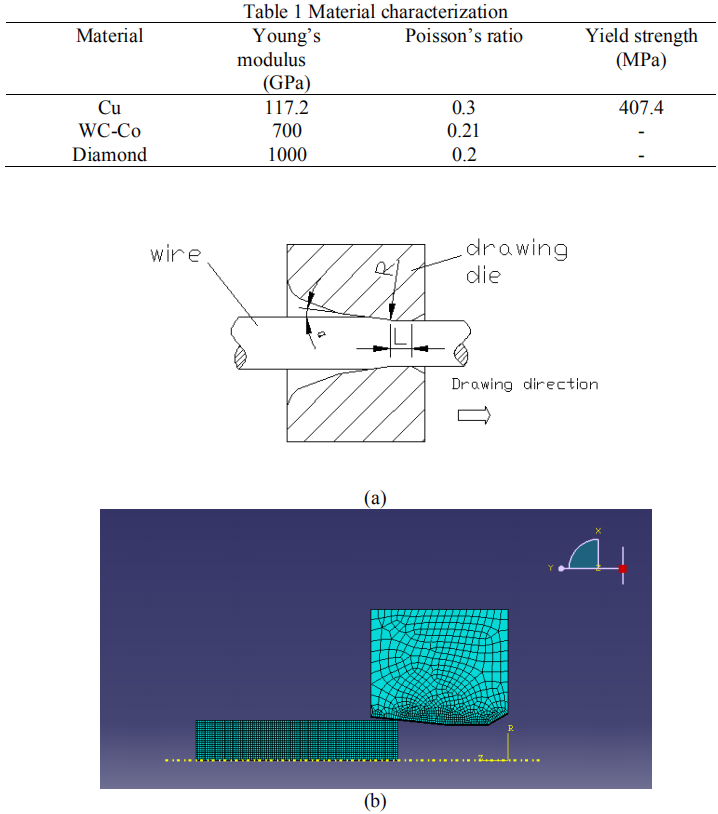 Table 1 Material characterization
Material Young’s modulus (GPa) Poisson’s ratio Yield strength (MPa)
Cu 117.2 0.3 407.4
WC-Co 700 0.21 -
Diamond 1000 0.2 -
wire
R
drawing
die
a
L
Drawing direction
(a)
X
Y
Z
R
Z
(b)